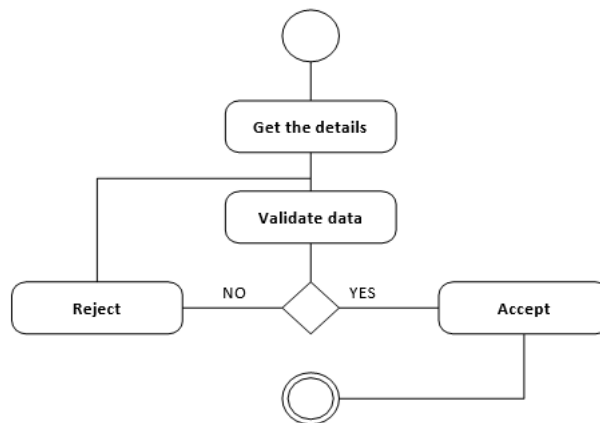 Get the details
Validate data
NO
YES
Reject
Accept